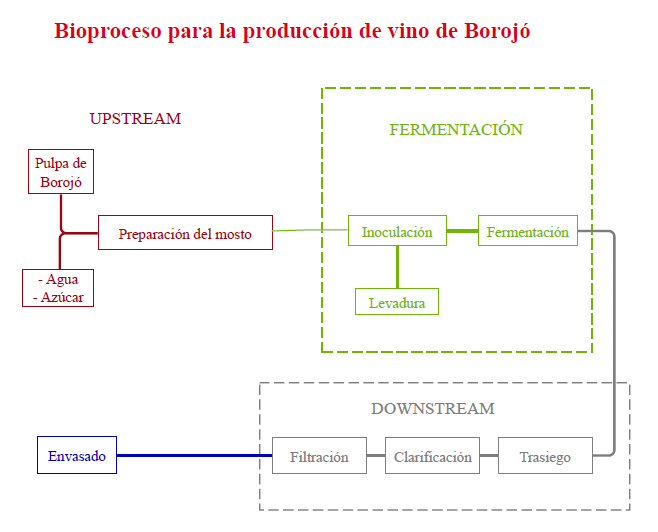 Bioproceso para la producción de vino de Borojó
UPSTREAM
FERMENTACIÓN
Pulpa de
Borojó
Preparación del mosto
- Agua
- Azúcar
Inoculación
Fermentación
Levadura
DOWNSTREAM
Envasado
Filtración
Clarificación
Trasiego